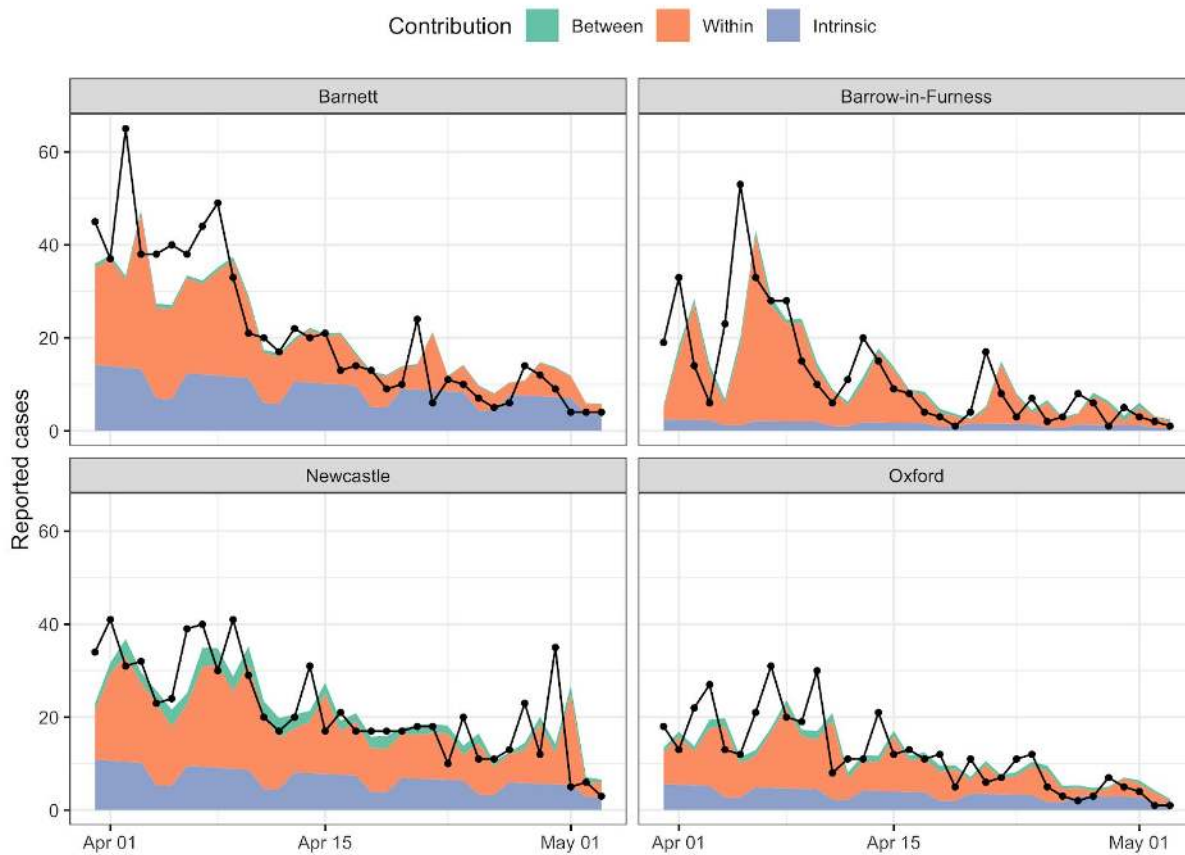 Contribution Between Within Intrinsic
Barnett Barrow-in-Furness
60
40
20
0
Newcastle Oxford
60
40
20
0
Reported cases
Apr 01 Apr 15 May 01 Apr 01 Apr 15 May 01